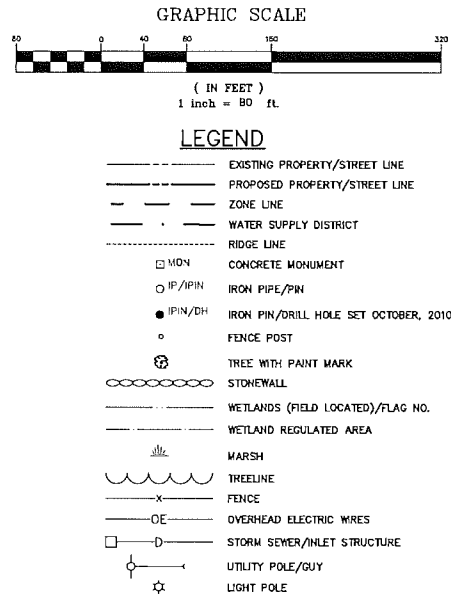 GRAPHIC SCALE
80 0 40 80 160 320
( IN FEET )
1 inch = 80 ft.
LEGEND
EXISTING PROPERTY/STREET LINE
PROPOSED PROPERTY/STREET LINE
ZONE LINE
WATER SUPPLY DISTRICT
RIDGE LINE
MON CONCRETE MONUMENT
IP/IPIN IRON PIPE/PIN
IPIN/DH IRON PIN/DRILL HOLE SET OCTOBER, 2010
FENCE POST
TREE WITH PAINT MARK
STONEWALL
WETLANDS (FIELD LOCATED)/FLAG NO.
WETLAND REGULATED AREA
MARSH
TREELINE
X FENCE
OE OVERHEAD ELECTRIC WIRES
D STORM SEWER/INLET STRUCTURE
UTILITY POLE/GUY
LIGHT POLE